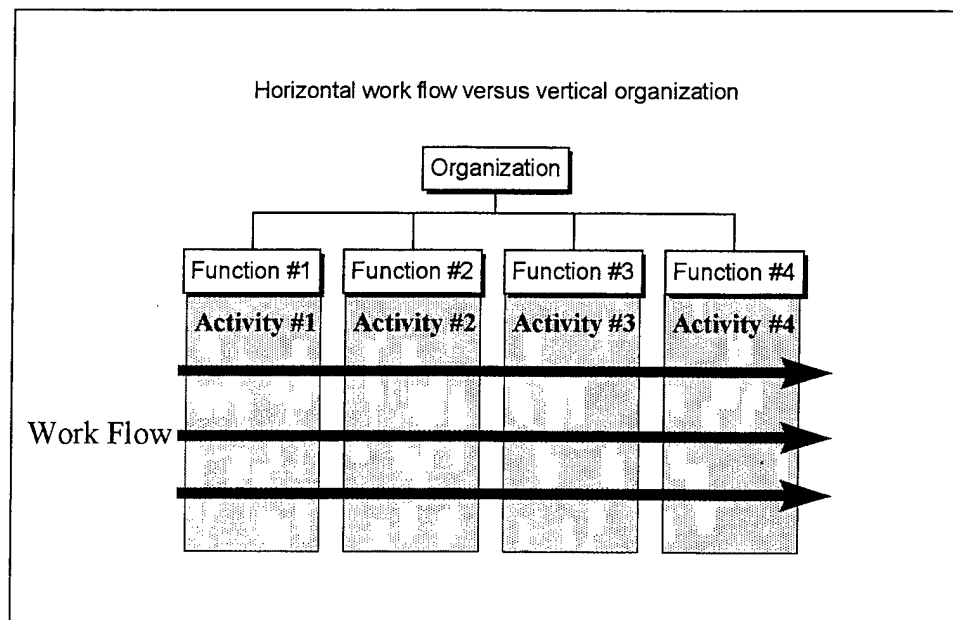 Horizontal work flow versus vertical organization
Organization
Function #1 Function #2 Function #3 Function #4
Activity #1 Activity #2 Activity #3 Activity #4
Work Flow